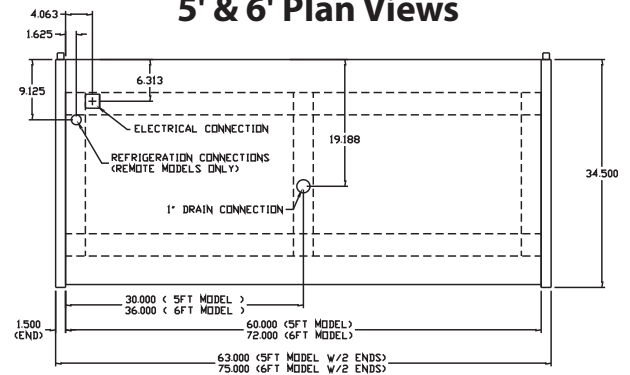 5' & 6' Plan Views
4.063
1.625
9.125
6.313
ELECTRICAL CONNECTION
19.188
REFRIGERATION CONNECTIONS
(REMOTE MODELS ONLY)
34.500
1" DRAIN CONNECTION
30.000 ( 5FT MODEL )
36.000 ( 6FT MODEL )
1.500
(END)
60.000 (5FT MODEL)
72.000 (6FT MODEL)
63.000 (5FT MODEL W/2 ENDS)
75.000 (6FT MODEL W/2 ENDS)